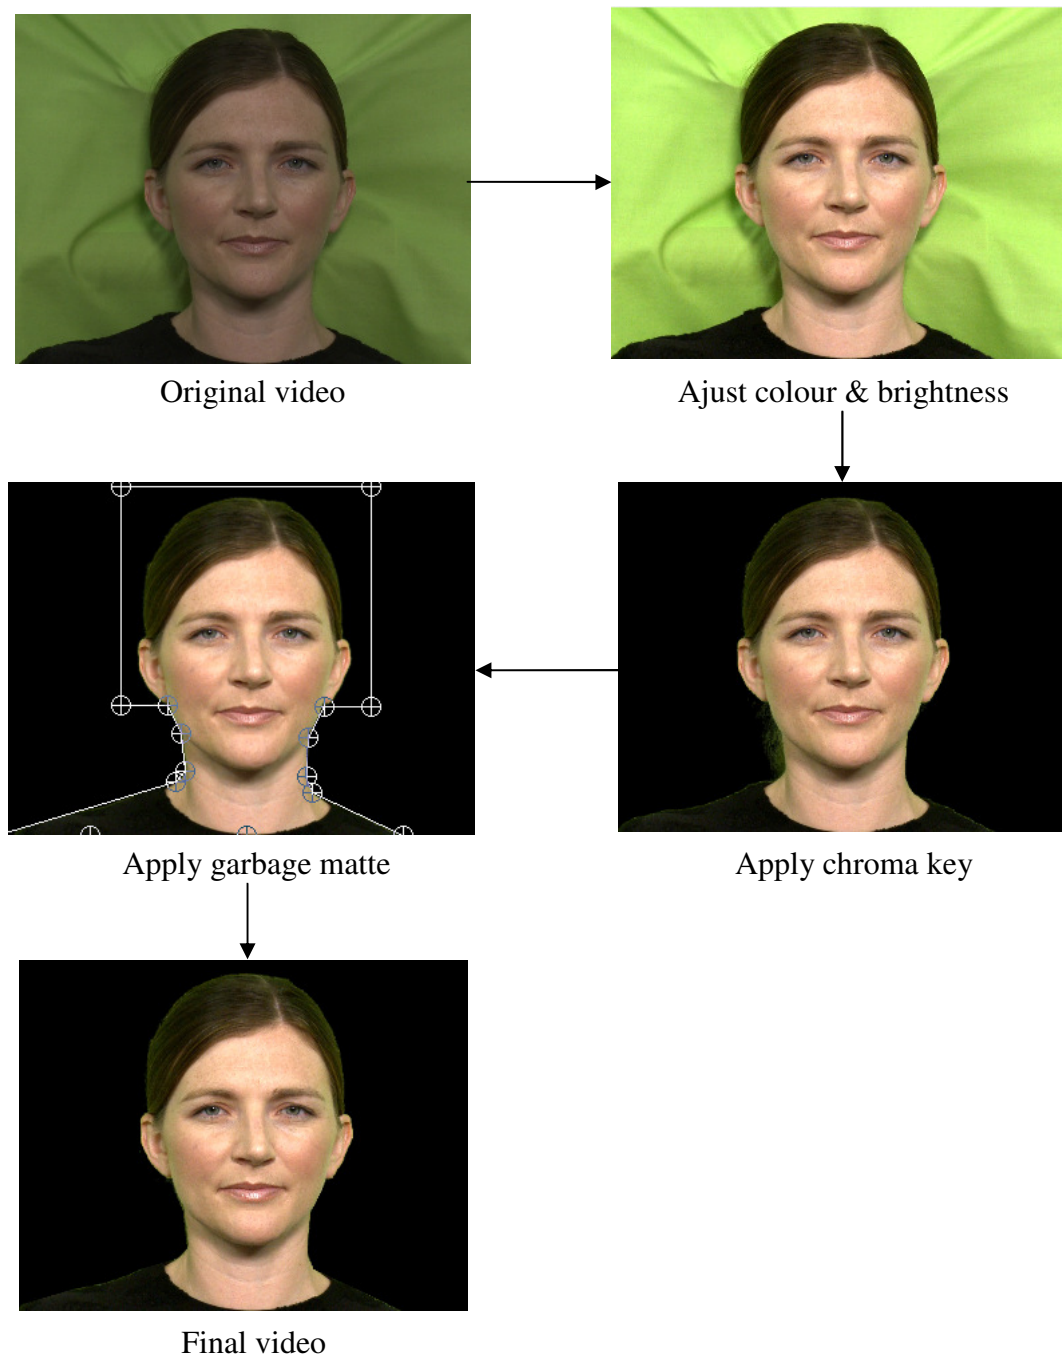 Original video
Ajust colour & brightness
Apply garbage matte
Apply chroma key
Final video